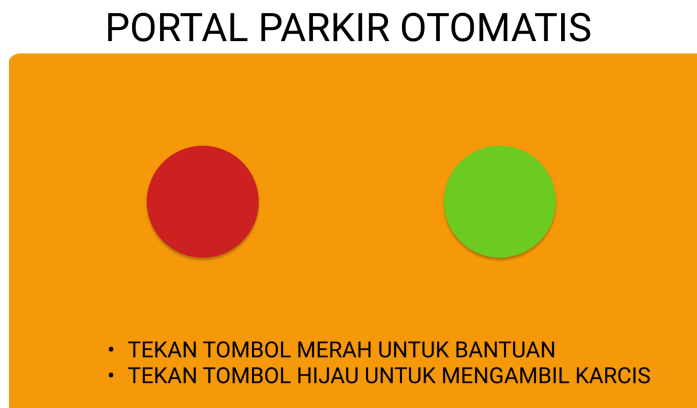 PORTAL PARKIR OTOMATIS
• TEKAN TOMBOL MERAH UNTUK BANTUAN
• TEKAN TOMBOL HIJAU UNTUK MENGAMBIL KARCIS